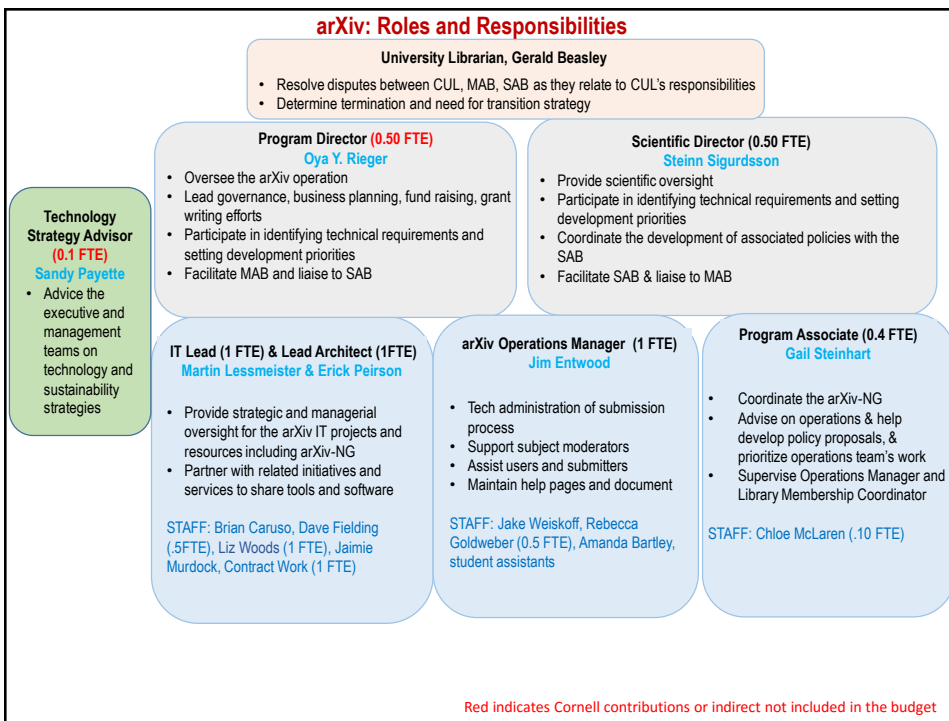 arXiv: Roles and Responsibilities
University Librarian, Gerald Beasley
• Resolve disputes between CUL, MAB, SAB as they relate to CUL's responsibilities
• Determine termination and need for transition strategy
Program Director (0.50 FTE)
Oya Y. Rieger
• Oversee the arXiv operation
• Lead governance, business planning, fund raising, grant
writing efforts
• Participate in identifying technical requirements and
setting development priorities
• Facilitate MAB and liaise to SAB
Scientific Director (0.50 FTE)
Steinn Sigurdsson
• Provide scientific oversight
• Participate in identifying technical requirements and setting
development priorities
• Coordinate the development of associated policies with the
SAB
• Facilitate SAB & liaise to MAB
Technology
Strategy Advisor
(0.1 FTE)
Sandy Payette
• Advice the
executive and
management
teams on
technology and
sustainability
strategies
IT Lead (1 FTE) & Lead Architect (1FTE)
Martin Lessmeister & Erick Peirson
• Provide strategic and managerial
oversight for the arXiv IT projects and
resources including arXiv-NG
• Partner with related initiatives and
services to share tools and software
STAFF: Brian Caruso, Dave Fielding
(.5FTE), Liz Woods (1 FTE), Jaimie
Murdock, Contract Work (1 FTE)
arXiv Operations Manager (1 FTE)
Jim Entwood
• Tech administration of submission
process
• Support subject moderators
• Assist users and submitters
• Maintain help pages and document
STAFF: Jake Weiskoff, Rebecca
Goldweber (0.5 FTE), Amanda Bartley,
student assistants
Program Associate (0.4 FTE)
Gail Steinhart
• Coordinate the arXiv-NG
• Advise on operations & help
develop policy proposals, &
prioritize operations team's work
• Supervise Operations Manager and
Library Membership Coordinator
STAFF: Chloe McLaren (.10 FTE)
Red indicates Cornell contributions or indirect not included in the budget